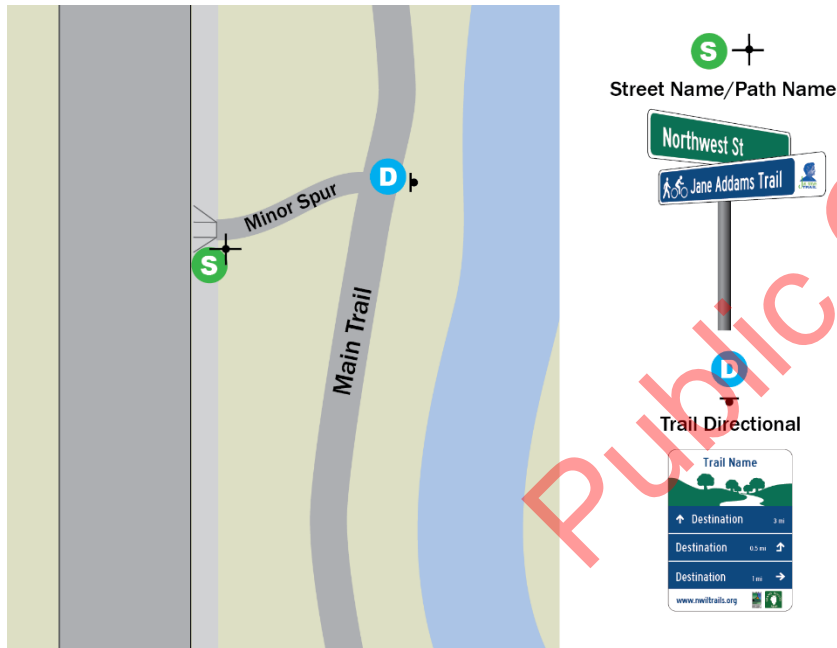 S
Street Name/Path Name
Northwest St
Jane Addams Trail
D
Minor Spur
S
Main Trail
D
Trail Directional
Trail Name
Destination 3 mi
Destination 0.5 mi
Destination 1 mi
www.nwiltrails.org
Public